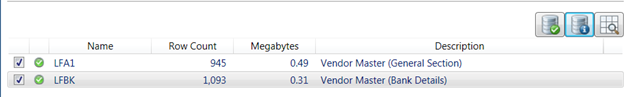 Name Row Count Megabytes Description
LFA1 945 0.49 Vendor Master (General Section)
LFBK 1,093 0.31 Vendor Master (Bank Details)